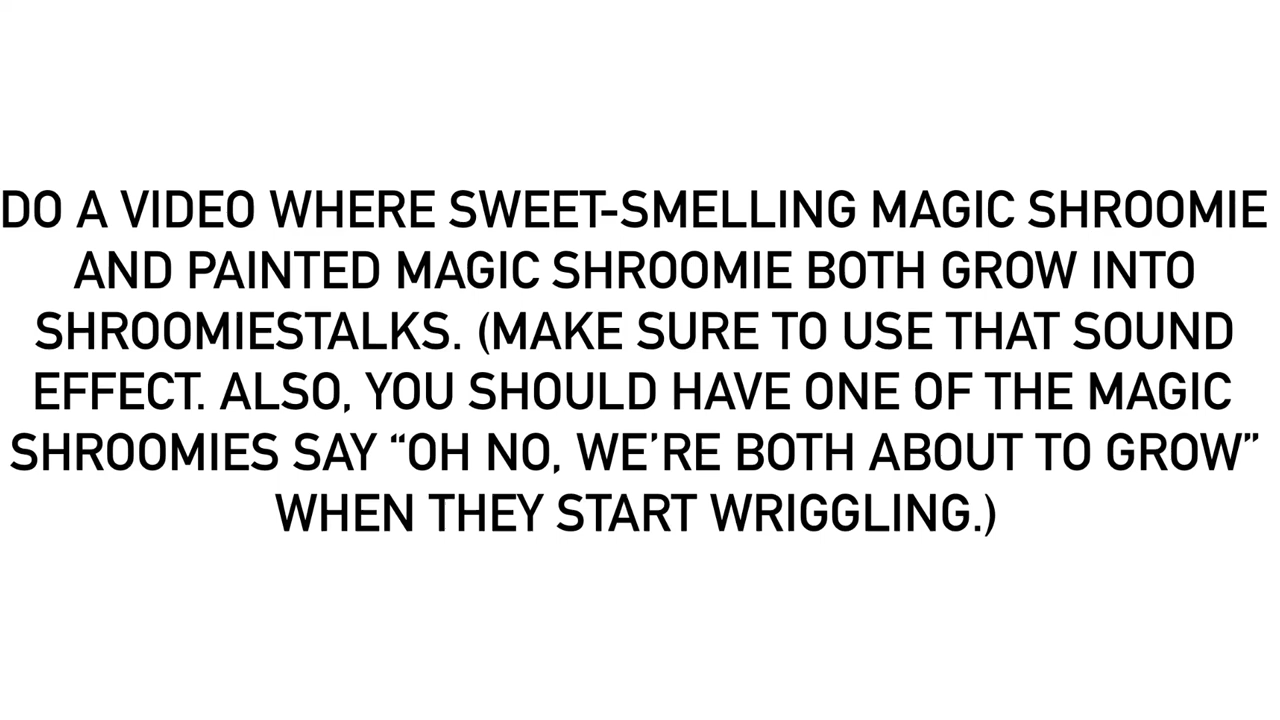 DO A VIDEO WHERE SWEET-SMELLING MAGIC SHROOMIE
AND PAINTED MAGIC SHROOMIE BOTH GROW INTO
SHROOMIESTALKS. (MAKE SURE TO USE THAT SOUND
EFFECT. ALSO, YOU SHOULD HAVE ONE OF THE MAGIC
SHROOMIES SAY “OH NO, WE’RE BOTH ABOUT TO GROW”
WHEN THEY START WRIGGLING.)